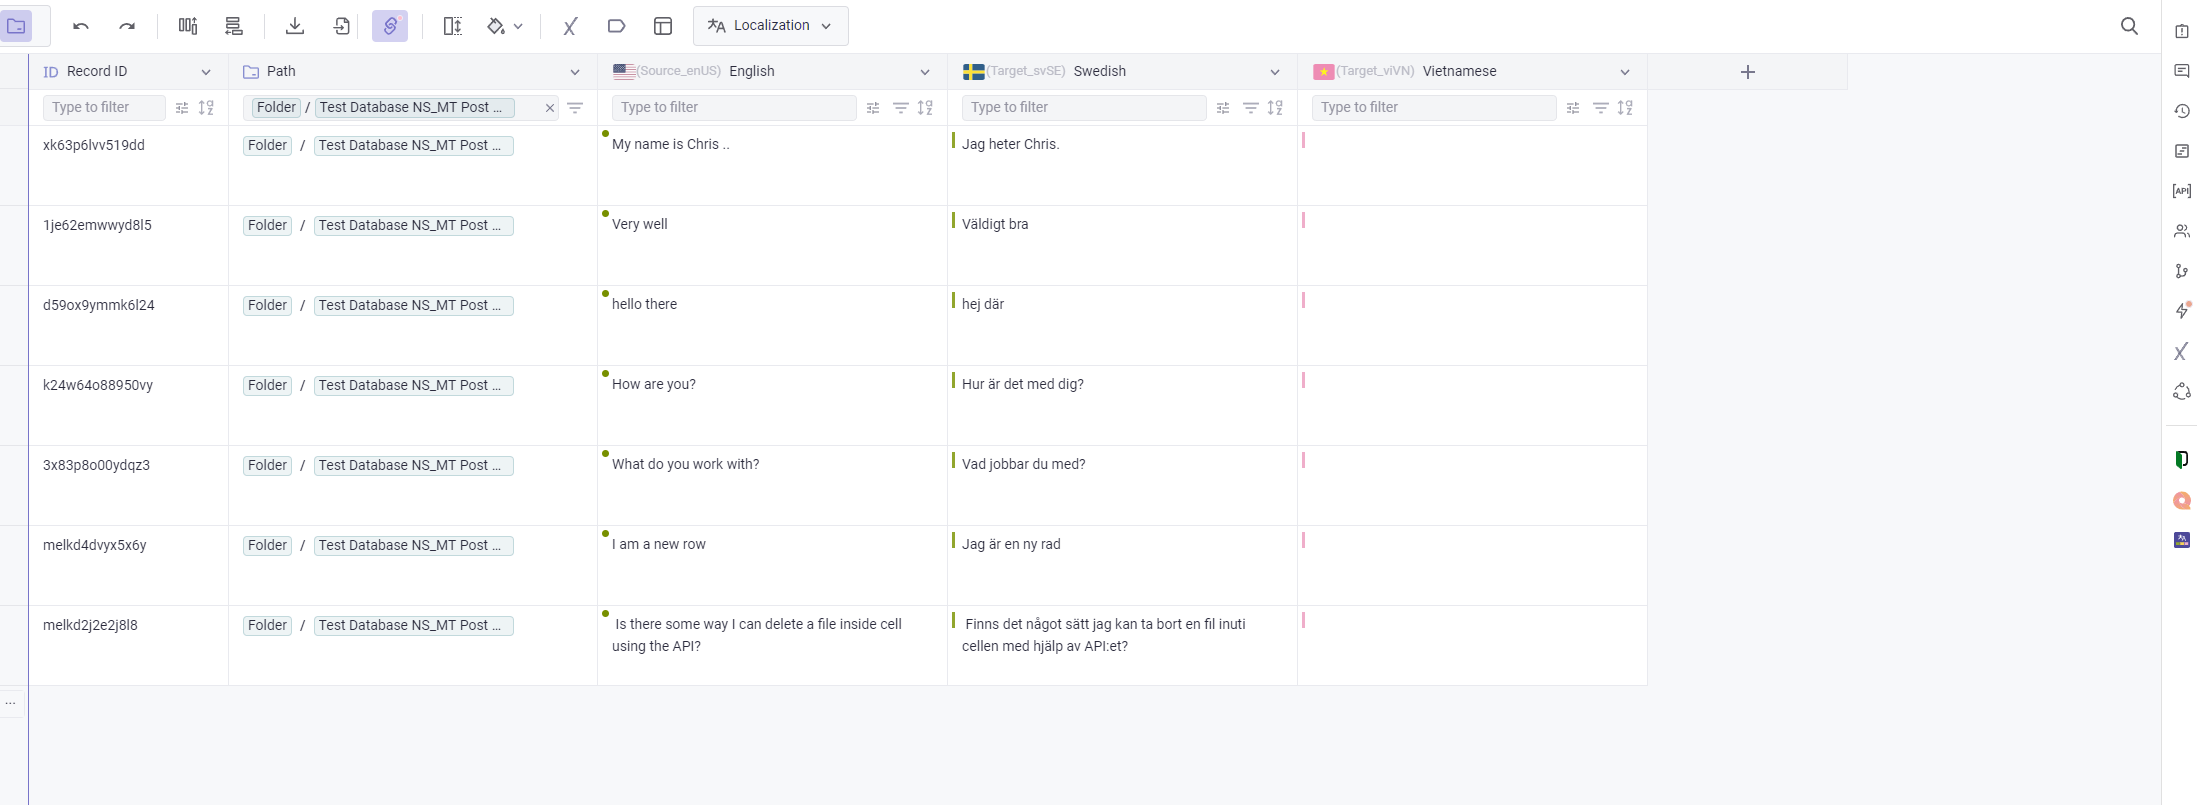 Localization
ID Record ID
Path
(Source_enUS) English
(Target_svSE) Swedish
(Target_viVN) Vietnamese
Type to filter
Folder / Test Database NS_MT Post ...
Type to filter
Type to filter
Type to filter
xk63p6lvv519dd
Folder / Test Database NS_MT Post ...
My name is Chris ..
Jag heter Chris.
1je62emwwyd8l5
Folder / Test Database NS_MT Post ...
Very well
Väldigt bra
d59ox9ymmk6l24
Folder / Test Database NS_MT Post ...
hello there
hej där
k24w64o88950vy
Folder / Test Database NS_MT Post ...
How are you?
Hur är det med dig?
3x83p8o00ydqz3
Folder / Test Database NS_MT Post ...
What do you work with?
Vad jobbar du med?
melkd4dvyx5x6y
Folder / Test Database NS_MT Post ...
I am a new row
Jag är en ny rad
melkd2j2e2j8l8
Folder / Test Database NS_MT Post ...
Is there some way I can delete a file inside cell
using the API?
Finns det något sätt jag kan ta bort en fil inuti
cellen med hjälp av API:et?
...
[API]